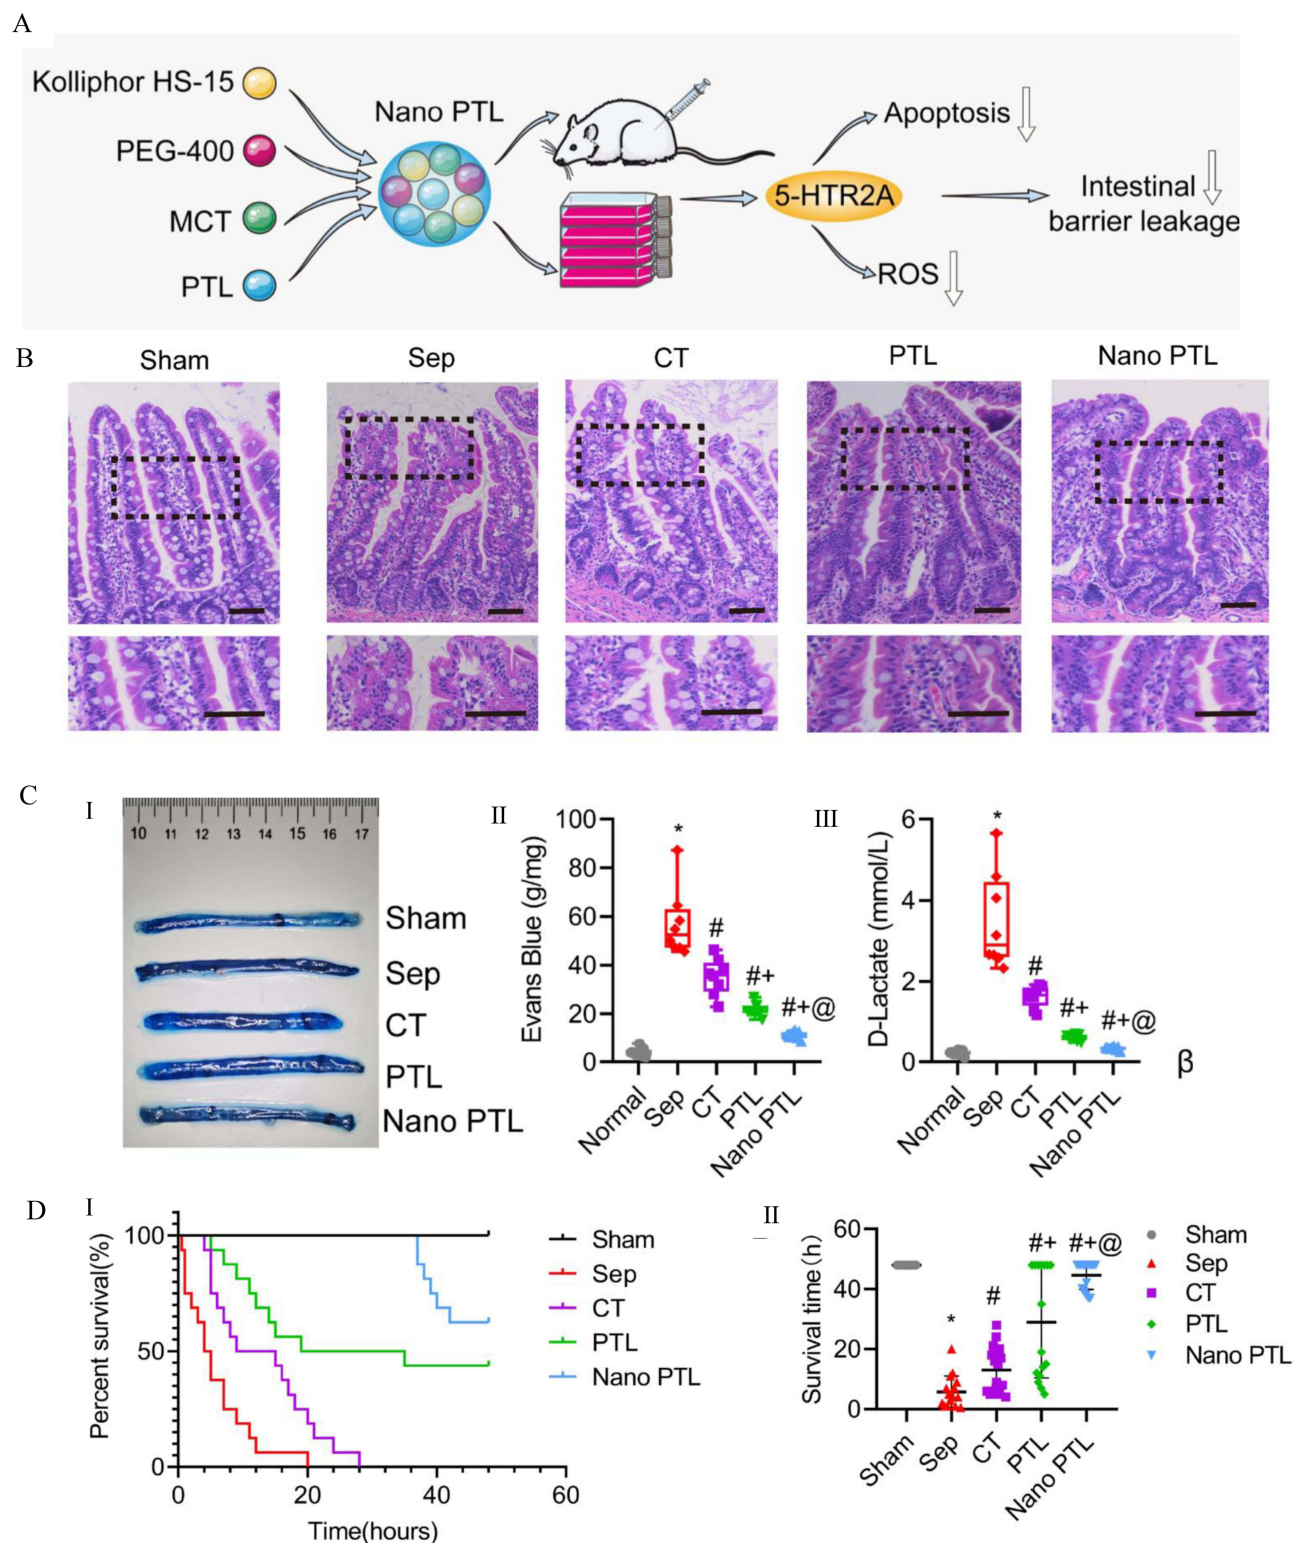 A
Kolliphor HS-15
PEG-400
MCT
PTL
Nano PTL
5-HTR2A
Apoptosis
Intestinal
barrier leakage
ROS
B
Sham Sep CT PTL Nano PTL
C
I
10 11 12 13 14 15 16 17
Sham
Sep
CT
PTL
Nano PTL
II
Evans Blue (g/mg)
100
80
60
40
20
0
*
#
#+
#+@
Normal
Sep
CT
PTL
Nano PTL
III
D-Lactate (mmol/L)
6
4
2
0
*
#
#+
#+@
Normal
Sep
CT
PTL
Nano PTL
β
D
I
Percent survival(%)
100
50
0
0 20 40 60
Time(hours)
Sham
Sep
CT
PTL
Nano PTL
II
Survival time(h)
60
40
20
0
*
#
#+
#+@
Sham
Sep
CT
PTL
Nano PTL
Sham
Sep
CT
PTL
Nano PTL